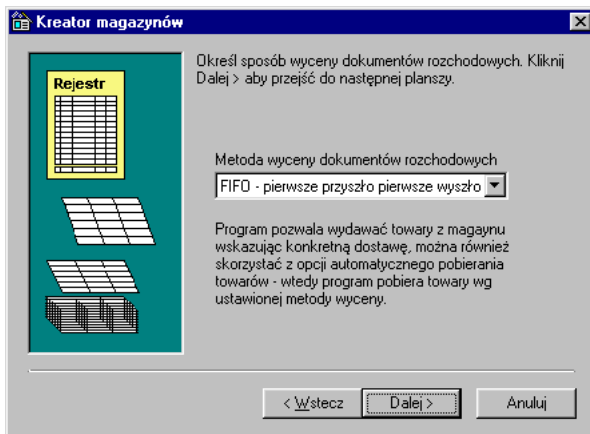 Kreator magazynów
Rejestr
Określ sposób wyceny dokumentów rozchodowych. Kliknij
Dalej > aby przejść do następnej planszy.
Metoda wyceny dokumentów rozchodowych
FIFO - pierwsze przyszło pierwsze wyszło
Program pozwala wydawać towary z magaynu
wskazując konkretną dostawę, można również
skorzystać z opcji automatycznego pobierania
towarów - wtedy program pobiera towary wg
ustawionej metody wyceny.
< Wstecz
Dalej >
Anuluj